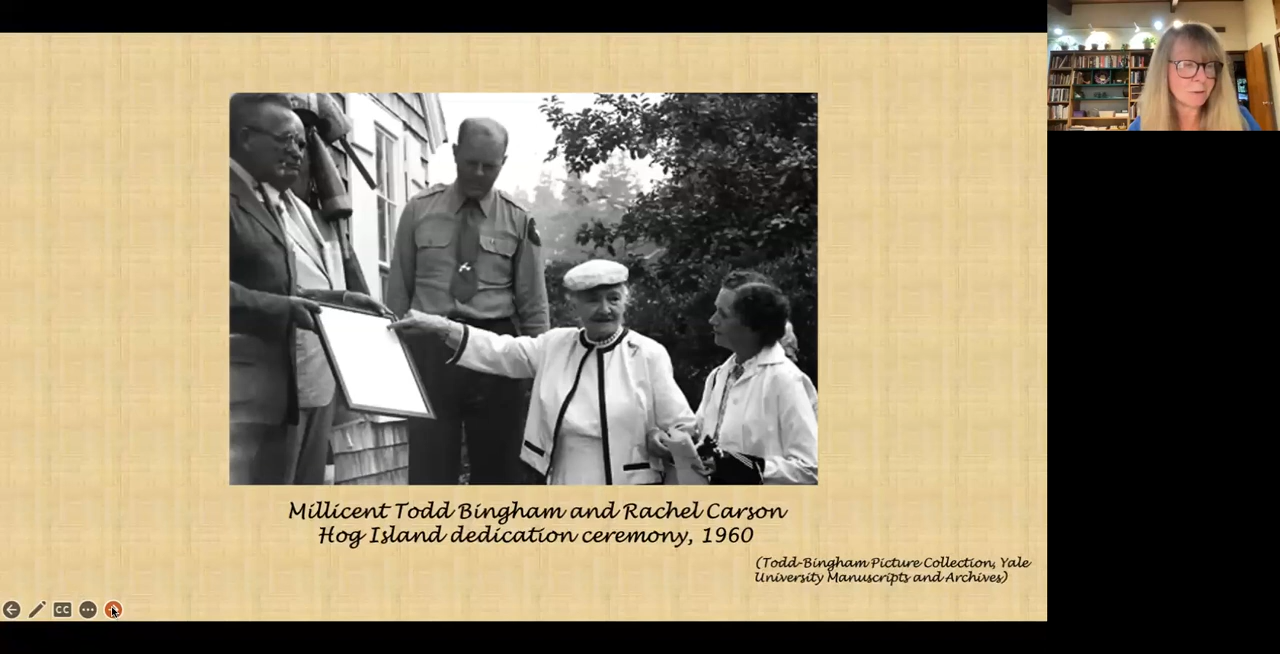 Millicent Todd Bingham and Rachel Carson
Hog Island dedication ceremony, 1960
(Todd-Bingham Picture Collection, Yale
University Manuscripts and Archives)
CC